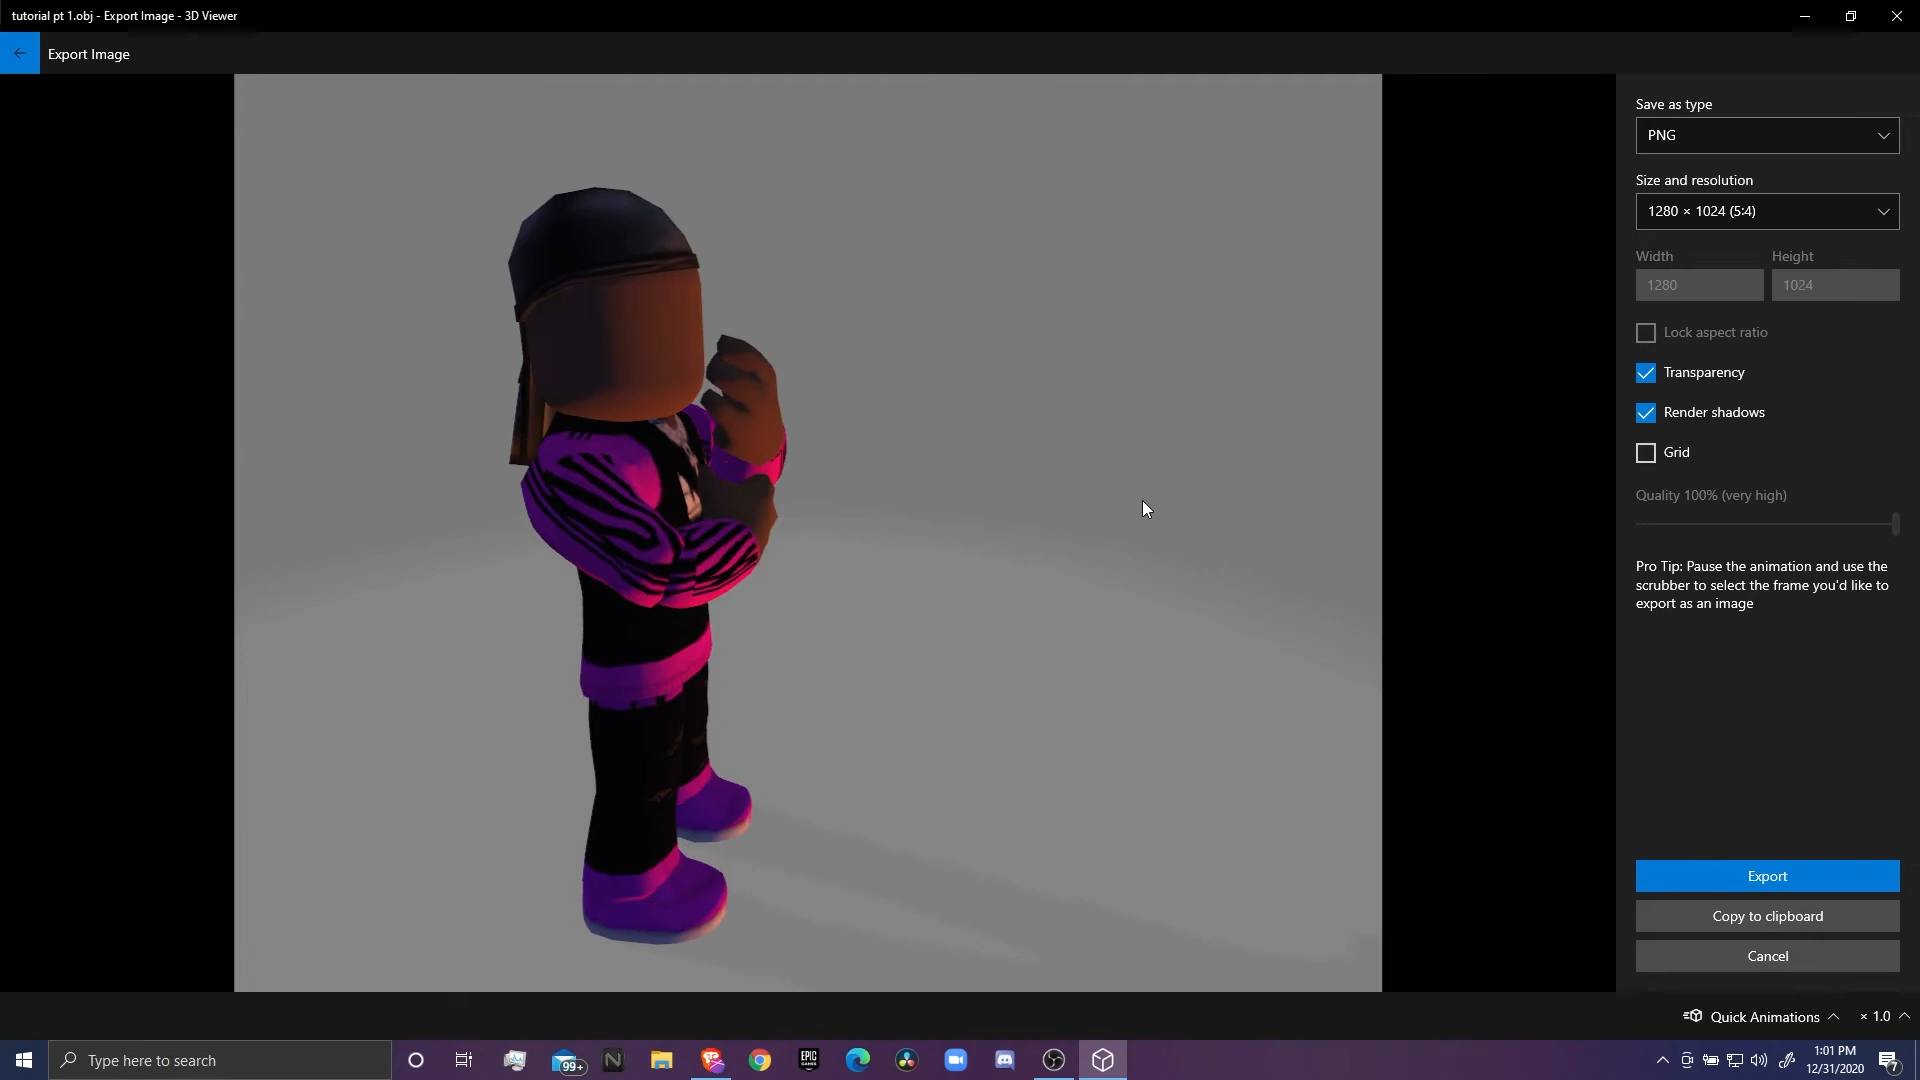 tutorial pt 1.obj - Export Image - 3D Viewer
Export Image
Save as type
PNG
Size and resolution
1280 × 1024 (5:4)
Width Height
1280 1024
Lock aspect ratio
Transparency
Render shadows
Grid
Quality 100% (very high)
Pro Tip: Pause the animation and use the
scrubber to select the frame you'd like to
export as an image
Export
Copy to clipboard
Cancel
Quick Animations × 1.0
Type here to search
99+
N
EPIC
GAMES
1:01 PM
12/31/2020
7